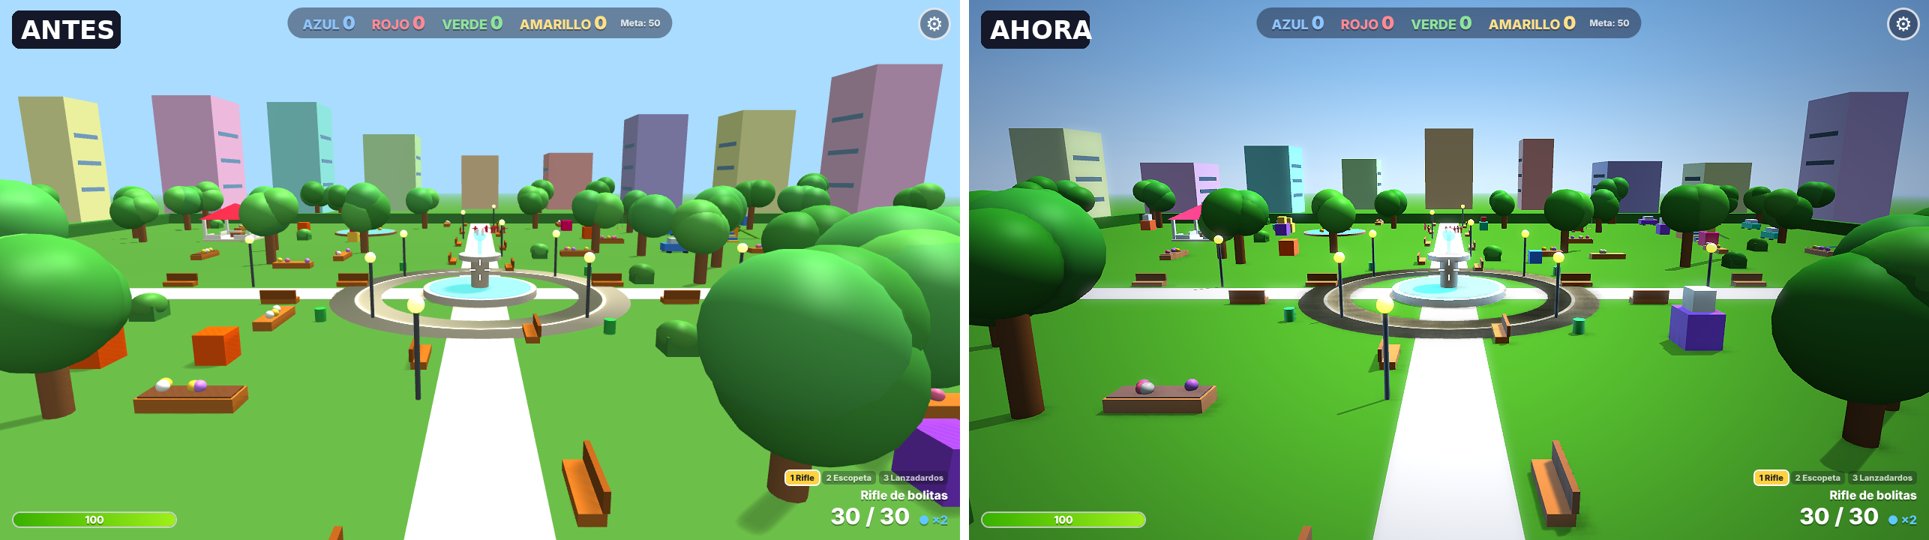 ANTES
AZUL 0 ROJO 0 VERDE 0 AMARILLO 0 Meta: 50
1 Rifle 2 Escopeta 3 Lanzadardos
Rifle de bolitas
100
30 / 30 ×2
AHORA
AZUL 0 ROJO 0 VERDE 0 AMARILLO 0 Meta: 50
1 Rifle 2 Escopeta 3 Lanzadardos
Rifle de bolitas
100
30 / 30 ×2